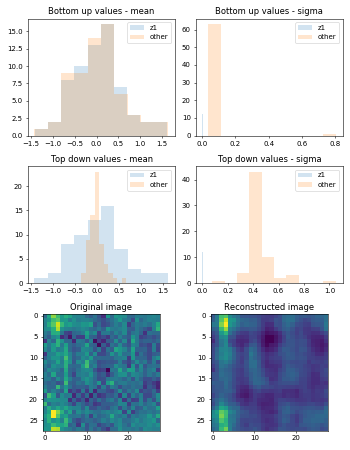 Bottom up values - mean
Bottom up values - sigma
z1
other
z1
other
15.0
12.5
10.0
7.5
5.0
2.5
0.0
60
50
40
30
20
10
0
-1.5 -1.0 -0.5 0.0 0.5 1.0 1.5
0.0 0.2 0.4 0.6 0.8
Top down values - mean
Top down values - sigma
z1
other
z1
other
20
15
10
5
0
40
30
20
10
0
-1.5 -1.0 -0.5 0.0 0.5 1.0 1.5
0.0 0.2 0.4 0.6 0.8 1.0
Original image
Reconstructed image
0
5
10
15
20
25
0
5
10
15
20
25
0 10 20
0 10 20